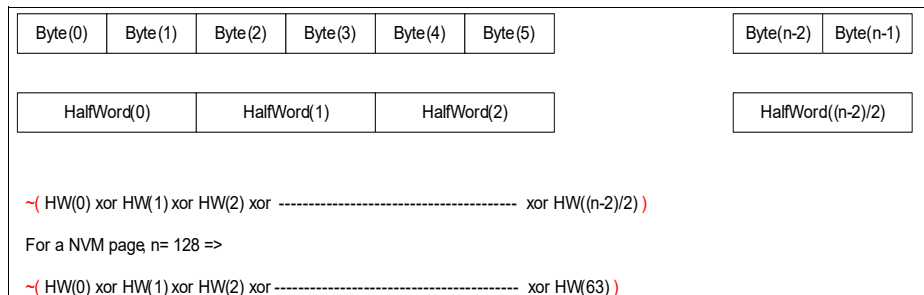 Byte(0) Byte(1) Byte(2) Byte(3) Byte(4) Byte(5) Byte(n-2) Byte(n-1)
HalfWord(0) HalfWord(1) HalfWord(2) HalfWord((n-2)/2)
~( HW(0) xor HW(1) xor HW(2) xor ---------------------------------------- xor HW((n-2)/2) )
For a NVM page, n= 128 =>
~( HW(0) xor HW(1) xor HW(2) xor ----------------------------------------- xor HW(63) )